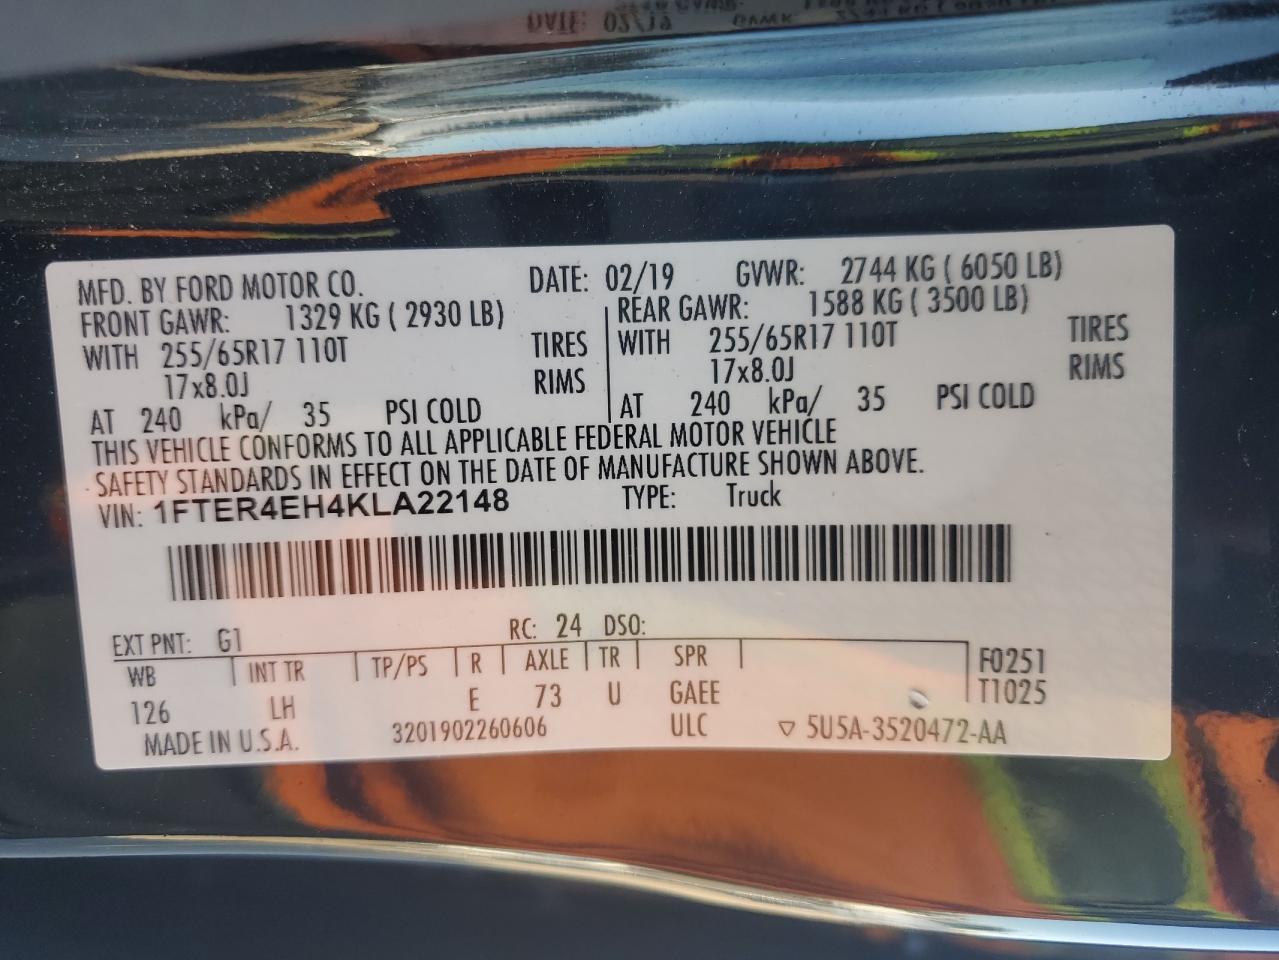 MFD. BY FORD MOTOR CO. DATE: 02/19 GVWR: 2744 KG ( 6050 LB)
FRONT GAWR: 1329 KG ( 2930 LB) REAR GAWR: 1588 KG ( 3500 LB)
WITH 255/65R17 110T TIRES WITH 255/65R17 110T TIRES
17x8.0J RIMS 17x8.0J RIMS
AT 240 kPa/ 35 PSI COLD AT 240 kPa/ 35 PSI COLD
THIS VEHICLE CONFORMS TO ALL APPLICABLE FEDERAL MOTOR VEHICLE
SAFETY STANDARDS IN EFFECT ON THE DATE OF MANUFACTURE SHOWN ABOVE.
VIN: 1FTER4EH4KLA22148 TYPE: Truck
EXT PNT: G1 RC: 24 DSO:
WB INT TR TP/PS R AXLE TR SPR F0251
126 LH E 73 U GAEE T1025
MADE IN U.S.A. 3201902260606 ULC ▽ 5U5A-3520472-AA